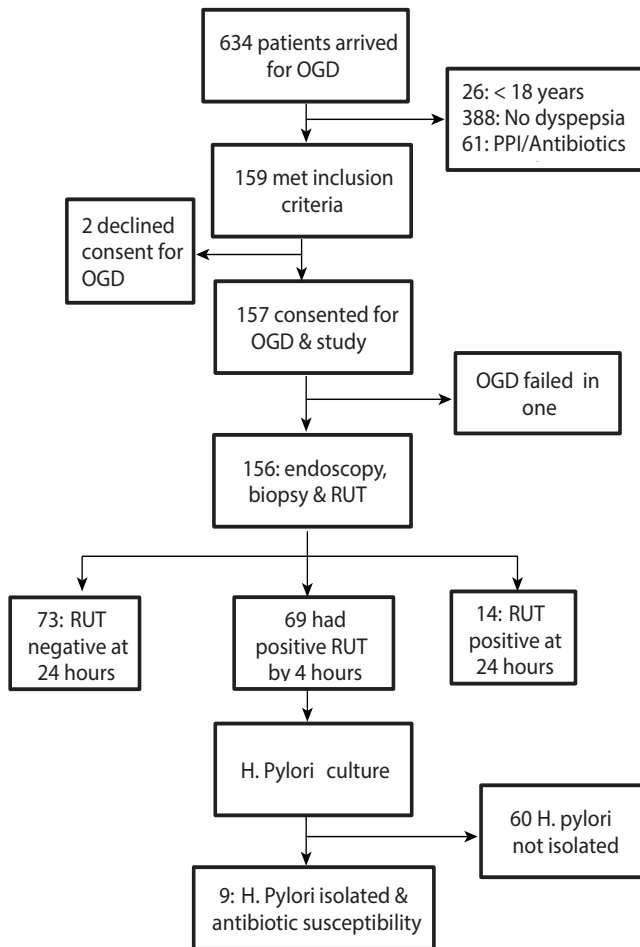 634 patients arrived
for OGD
26: < 18 years
388: No dyspepsia
61: PPI/Antibiotics
159 met inclusion
criteria
2 declined
consent for
OGD
157 consented for
OGD & study
OGD failed in
one
156: endoscopy,
biopsy & RUT
73: RUT
negative at
24 hours
69 had
positive RUT
by 4 hours
14: RUT
positive at
24 hours
H. Pylori culture
60 H. pylori
not isolated
9: H. Pylori isolated &
antibiotic susceptibility